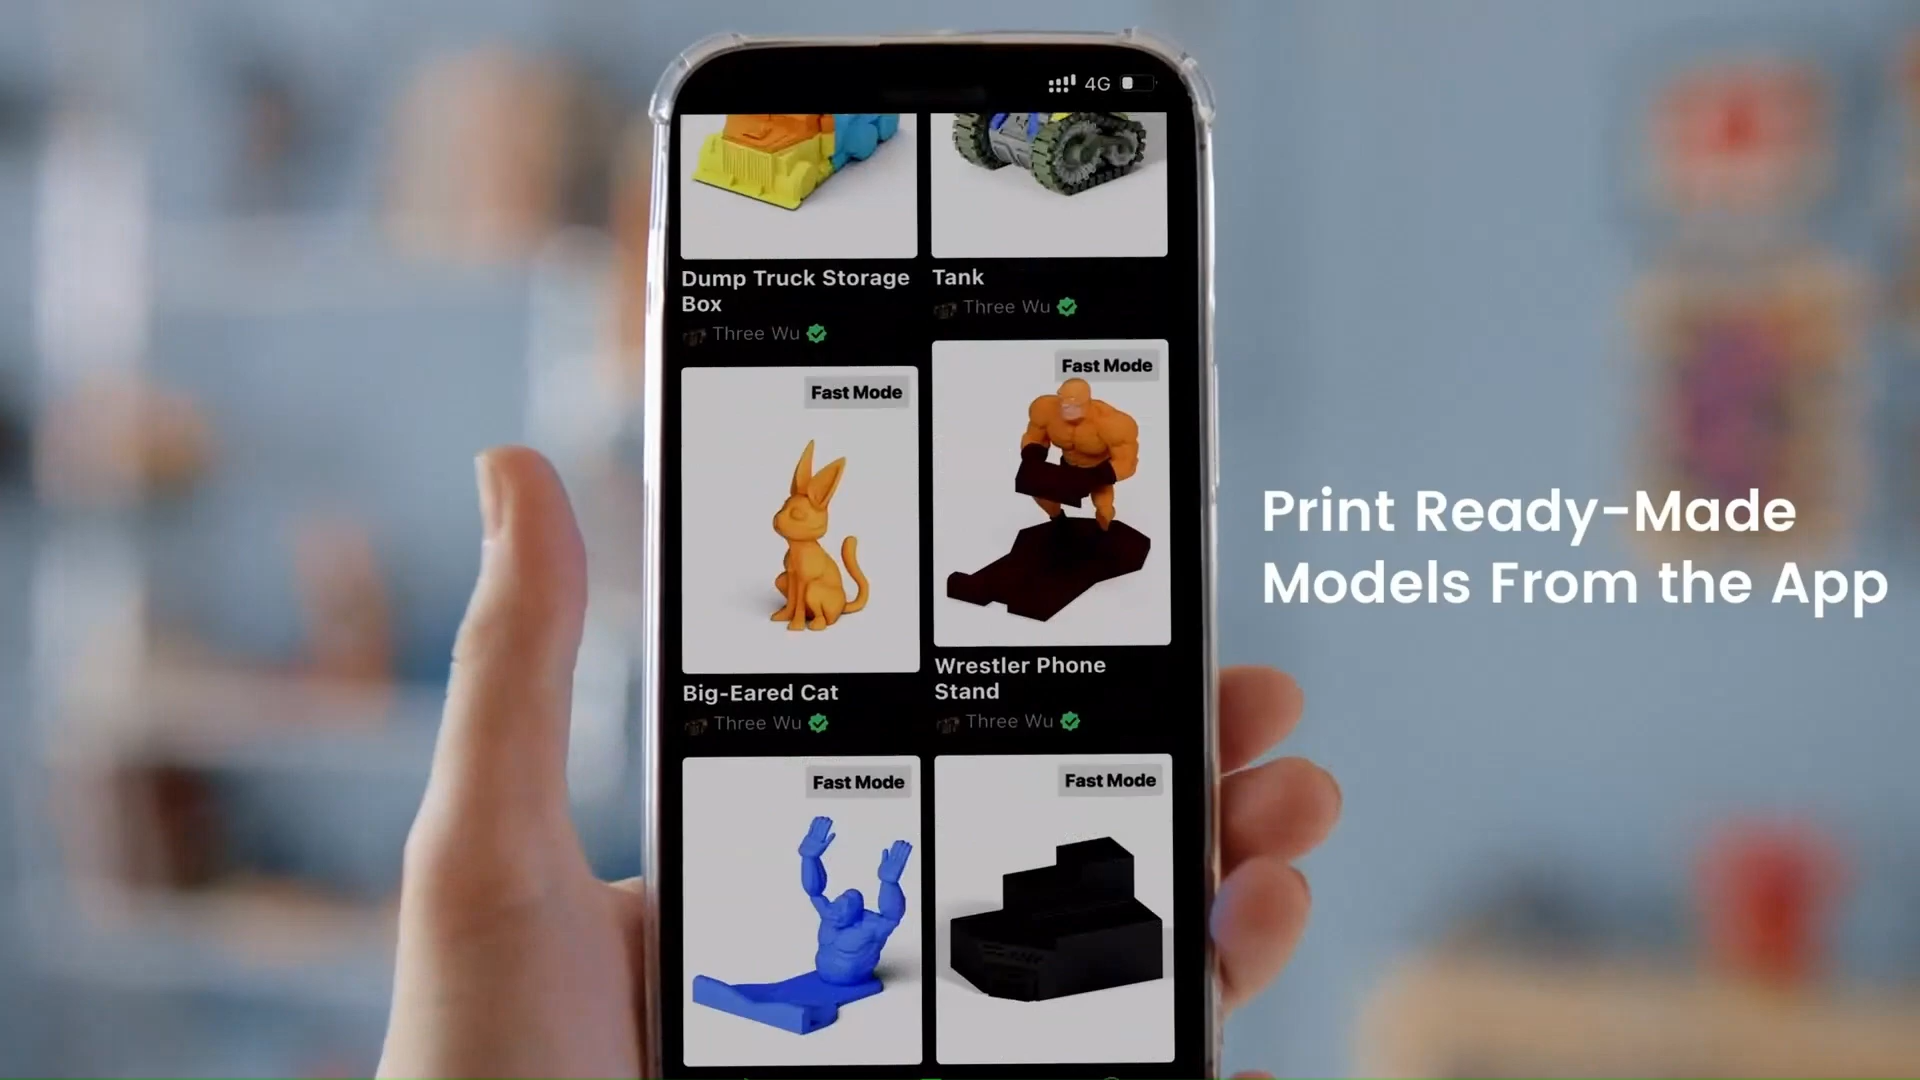 4G
Dump Truck Storage
Box
Three Wu
Tank
Three Wu
Fast Mode
Big-Eared Cat
Three Wu
Fast Mode
Wrestler Phone
Stand
Three Wu
Fast Mode
Fast Mode
Print Ready-Made
Models From the App